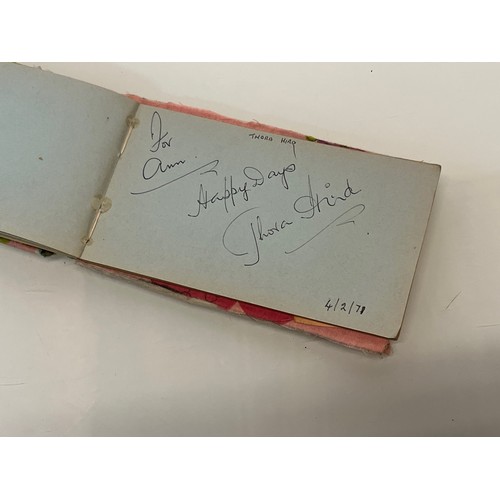 For
Ann.
THORA HIRD
Happy Days
Thora Hird
4/2/71